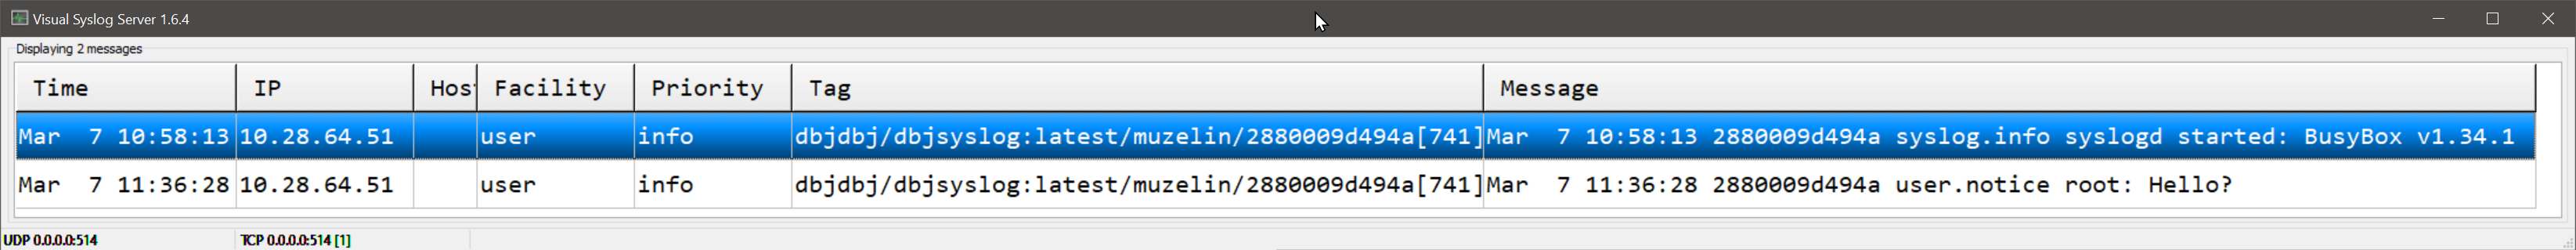 Visual Syslog Server 1.6.4
Displaying 2 messages
Time IP Host Facility Priority Tag Message
Mar  7 10:58:13 10.28.64.51 user info dbjdbj/dbjsyslog:latest/muzelin/2880009d494a[741] Mar  7 10:58:13 2880009d494a syslog.info syslogd started: BusyBox v1.34.1
Mar  7 11:36:28 10.28.64.51 user info dbjdbj/dbjsyslog:latest/muzelin/2880009d494a[741] Mar  7 11:36:28 2880009d494a user.notice root: Hello?
UDP 0.0.0.0:514 TCP 0.0.0.0:514 [1]